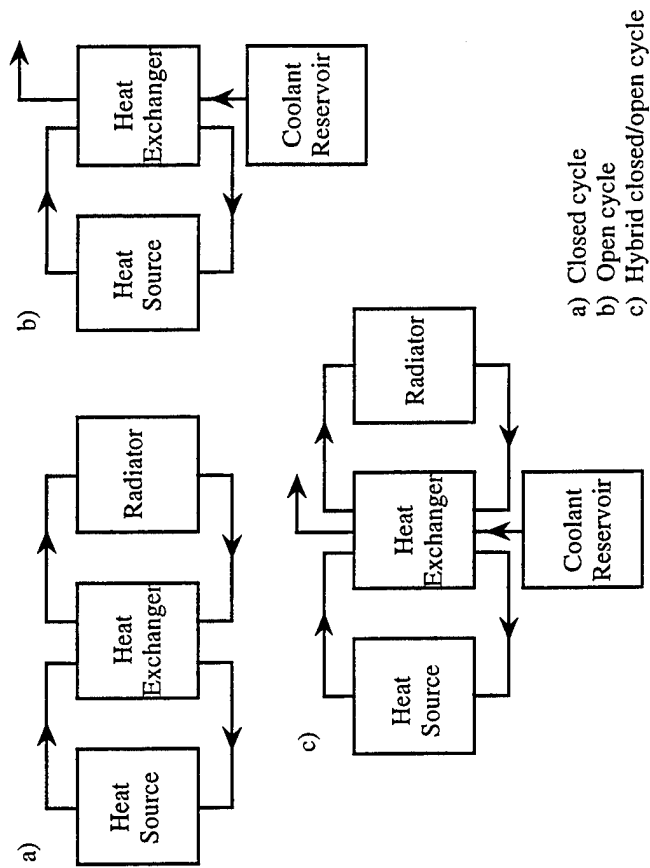 a)
Heat
Source
Heat
Exchanger
Radiator
b)
Heat
Source
Heat
Exchanger
Coolant
Reservoir
c)
Heat
Source
Heat
Exchanger
Radiator
Coolant
Reservoir
a) Closed cycle
b) Open cycle
c) Hybrid closed/open cycle